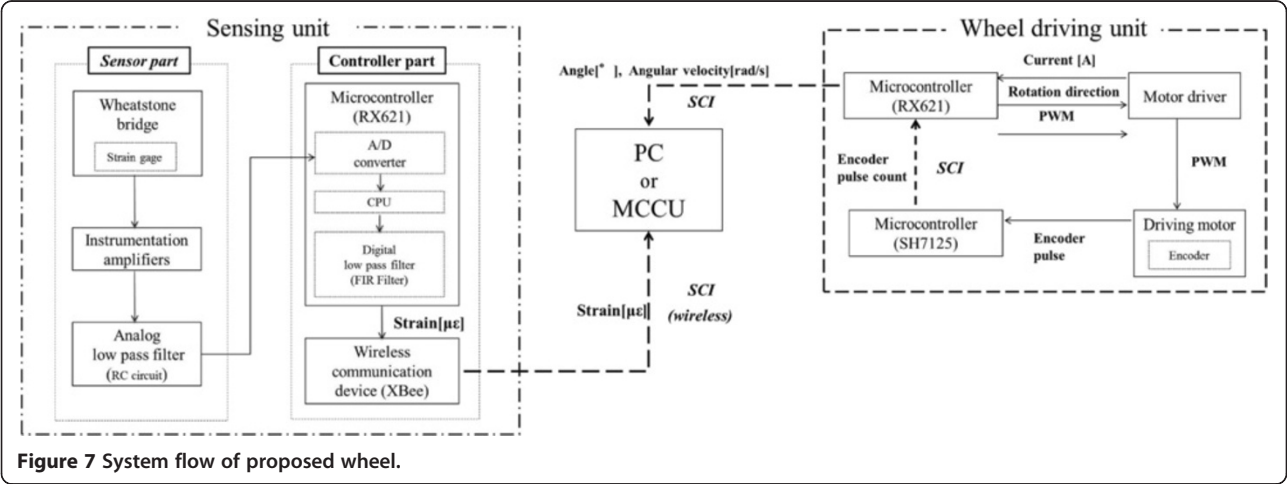 Sensing unit
Sensor part
Wheatstone
bridge
Strain gage
Instrumentation
amplifiers
Analog
low pass filter
(RC circuit)
Controller part
Microcontroller
(RX621)
A/D
converter
CPU
Digital
low pass filter
(FIR Filter)
Strain[με]
Wireless
communication
device (XBee)
Angle[° ], Angular velocity[rad/s]
SCI
PC
or
MCCU
Strain[με]
SCI
(wireless)
Wheel driving unit
Microcontroller
(RX621)
Current [A]
Rotation direction
PWM
Motor driver
Encoder
pulse count
SCI
PWM
Microcontroller
(SH7125)
Encoder
pulse
Driving motor
Encoder
Figure 7 System flow of proposed wheel.